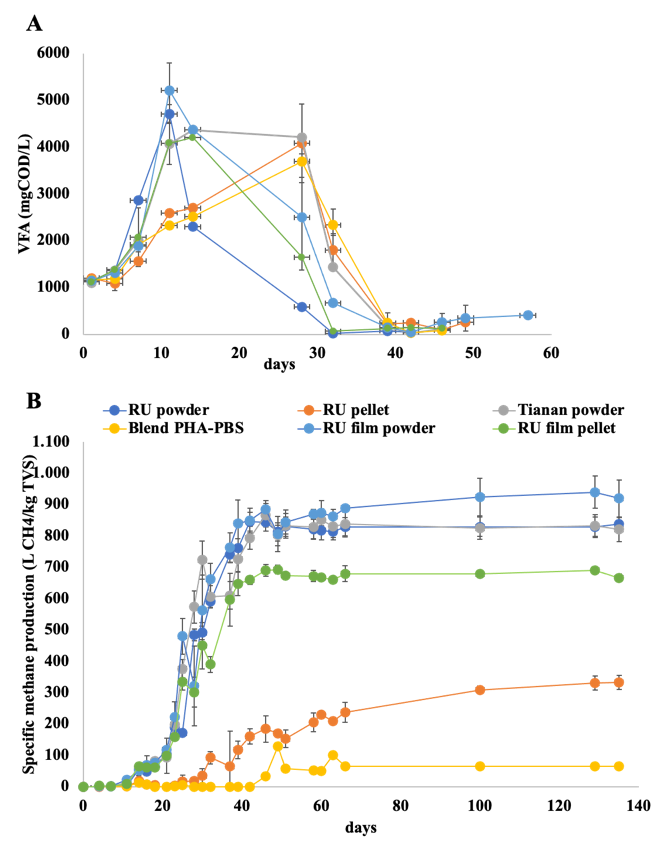 A
6000
5000
4000
3000
2000
1000
0
VFA (mgCOD/L)
0 10 20 30 40 50 60
days
B
RU powder RU pellet Tianan powder
Blend PHA-PBS RU film powder RU film pellet
1.100
1.000
900
800
700
600
500
400
300
200
100
0
Specific methane production (L CH4/kg TVS)
0 20 40 60 80 100 120 140
days